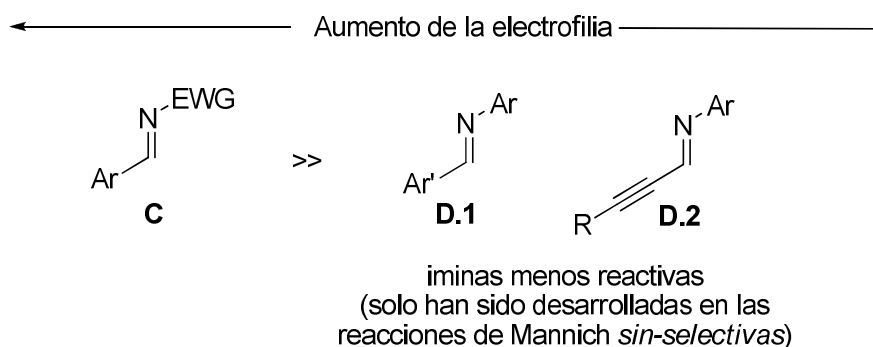 Aumento de la electrofilia
EWG
N
Ar
C
>>
Ar
N
Ar'
D.1
Ar
N
R
D.2
iminas menos reactivas
(solo han sido desarrolladas en las
reacciones de Mannich sin-selectivas)